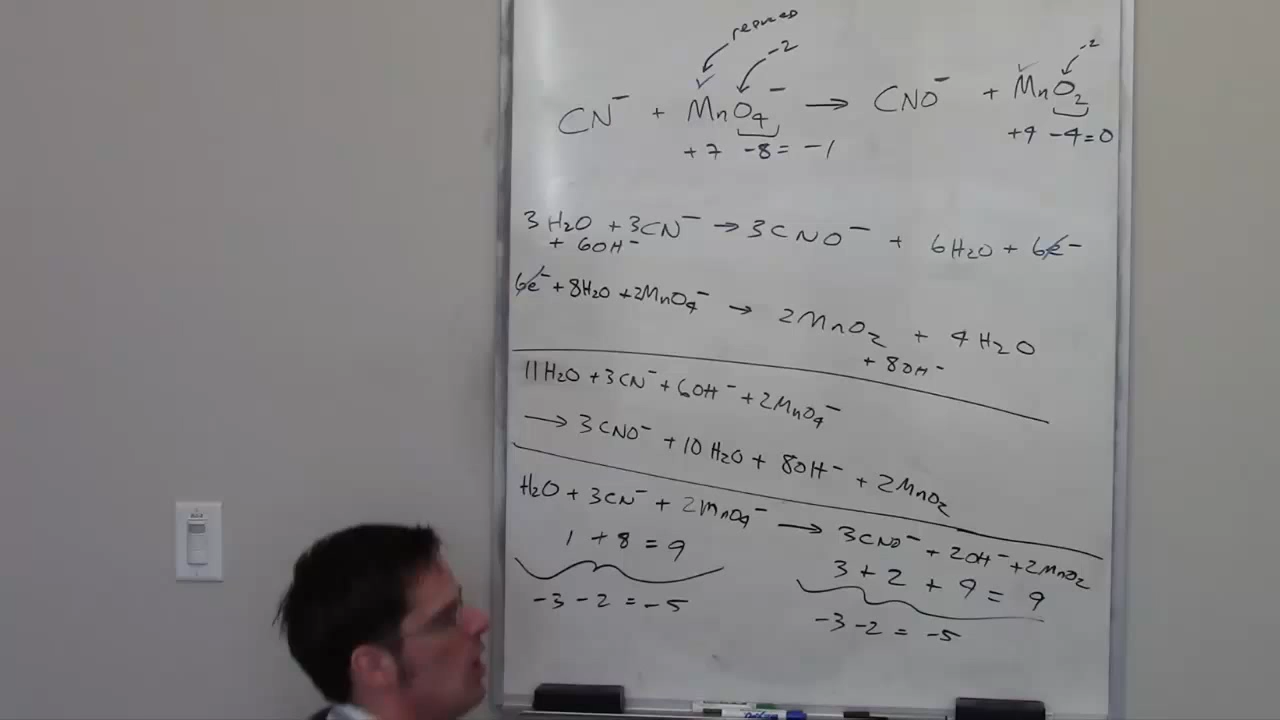 reduced
-2
-2
CN⁻ + MnO₄⁻ → CNO⁻ + MnO₂
+7 -8 = -1
+4 -4=0
3H₂O + 3CN⁻ → 3CNO⁻ + 6H₂O + 6e⁻
+ 6OH⁻
6e⁻ + 8H₂O + 2MnO₄⁻ → 2MnO₂ + 4H₂O
+ 8OH⁻
11H₂O + 3CN⁻ + 6OH⁻ + 2MnO₄⁻
→ 3CNO⁻ + 10H₂O + 8OH⁻ + 2MnO₂
H₂O + 3CN⁻ + 2MnO₄⁻ → 3CNO⁻ + 2OH⁻ + 2MnO₂
1 + 8 = 9
3 + 2 + 9 = 9
-3 -2 = -5
-3 -2 = -5